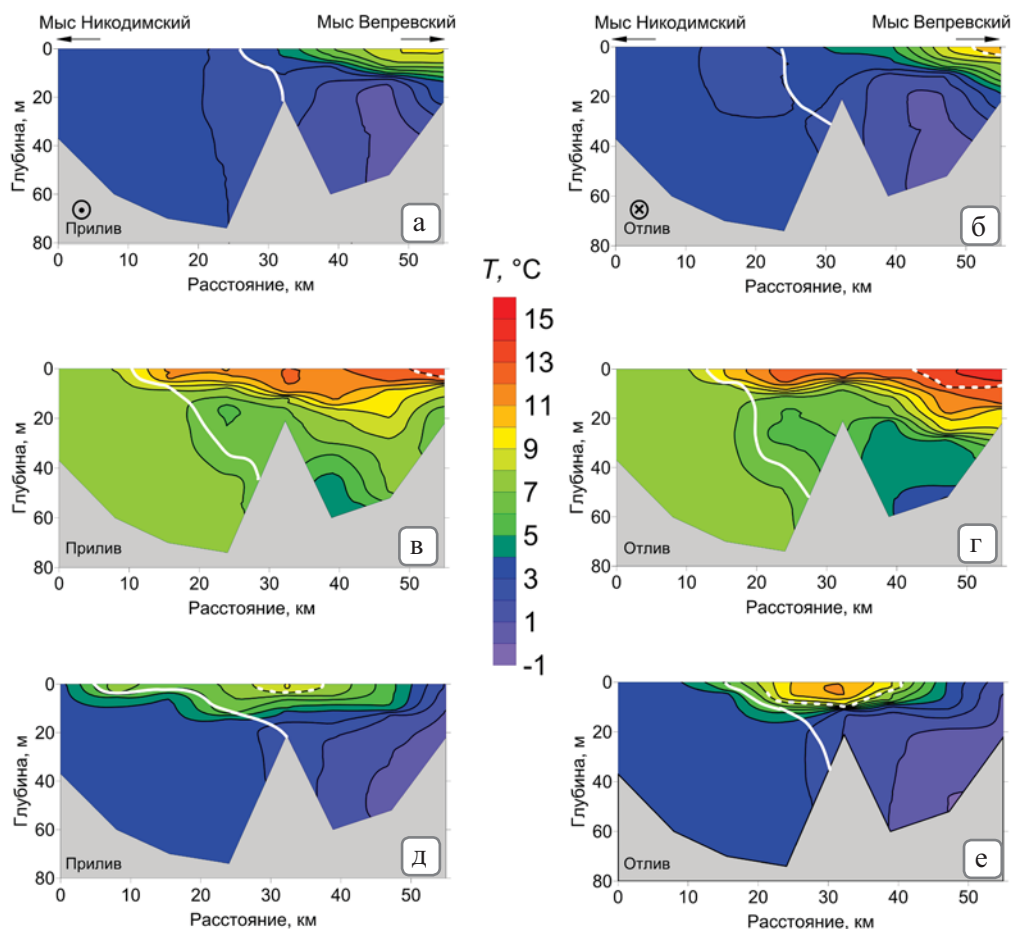 Мыс Никодимский
Мыс Вепревский
Мыс Никодимский
Мыс Вепревский
Глубина, м
0
20
40
60
80
Прилив
а
0 10 20 30 40 50
Расстояние, км
Глубина, м
0
20
40
60
80
Отлив
б
0 10 20 30 40 50
Расстояние, км
T, °C
15
13
11
9
7
5
3
1
-1
Глубина, м
0
20
40
60
80
Прилив
в
0 10 20 30 40 50
Расстояние, км
Глубина, м
0
20
40
60
80
Отлив
г
0 10 20 30 40 50
Расстояние, км
Глубина, м
0
20
40
60
80
Прилив
д
0 10 20 30 40 50
Расстояние, км
Глубина, м
0
20
40
60
80
Отлив
е
0 10 20 30 40 50
Расстояние, км